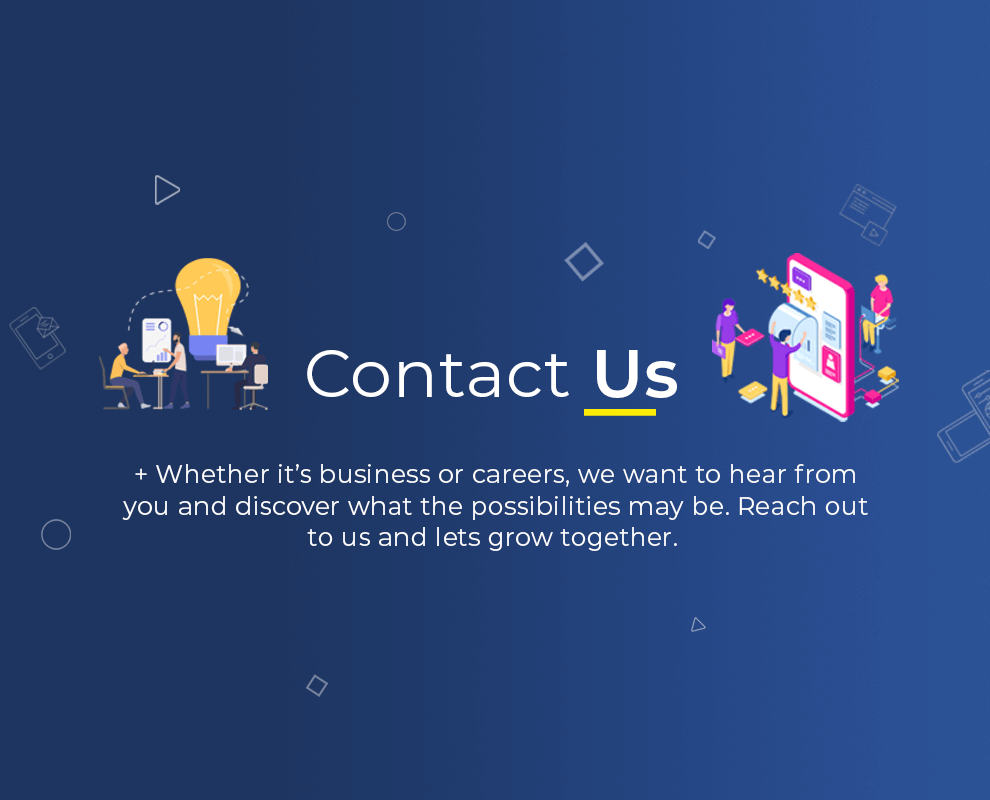 Contact Us
+ Whether it’s business or careers, we want to hear from
you and discover what the possibilities may be. Reach out
to us and lets grow together.